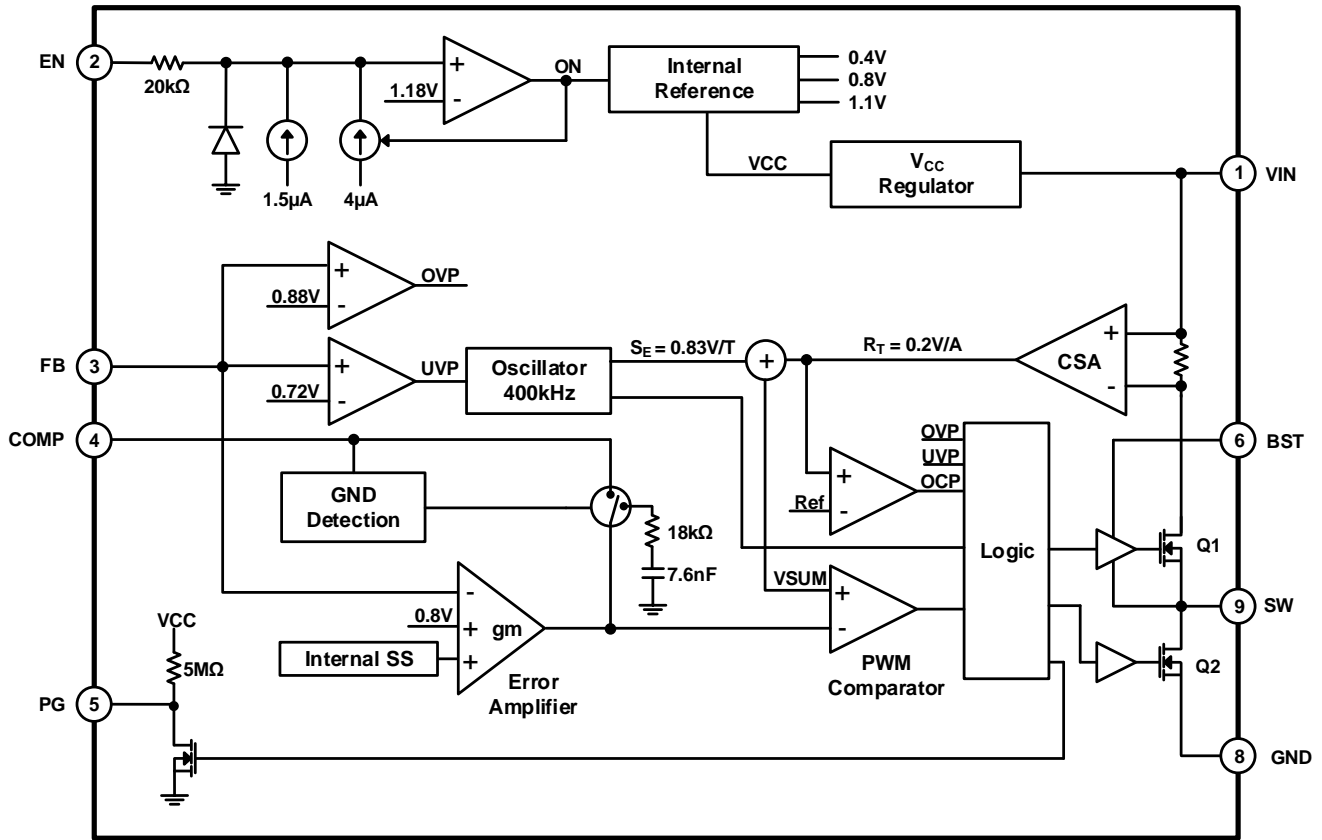 EN
2
20kΩ
1.5µA
4µA
+
1.18V
-
ON
Internal
Reference
0.4V
0.8V
1.1V
VCC
VCC
Regulator
1
VIN
+
0.88V
-
OVP
FB
3
+
0.72V
-
UVP
Oscillator
400kHz
SE = 0.83V/T
+
RT = 0.2V/A
CSA
+
-
COMP
4
GND
Detection
18kΩ
7.6nF
+
Ref
-
OVP
UVP
OCP
Logic
6
BST
Q1
9
SW
Q2
8
GND
VSUM
+
-
PWM
Comparator
-
0.8V
+
gm
Internal SS
+
Error
Amplifier
VCC
5MΩ
PG
5